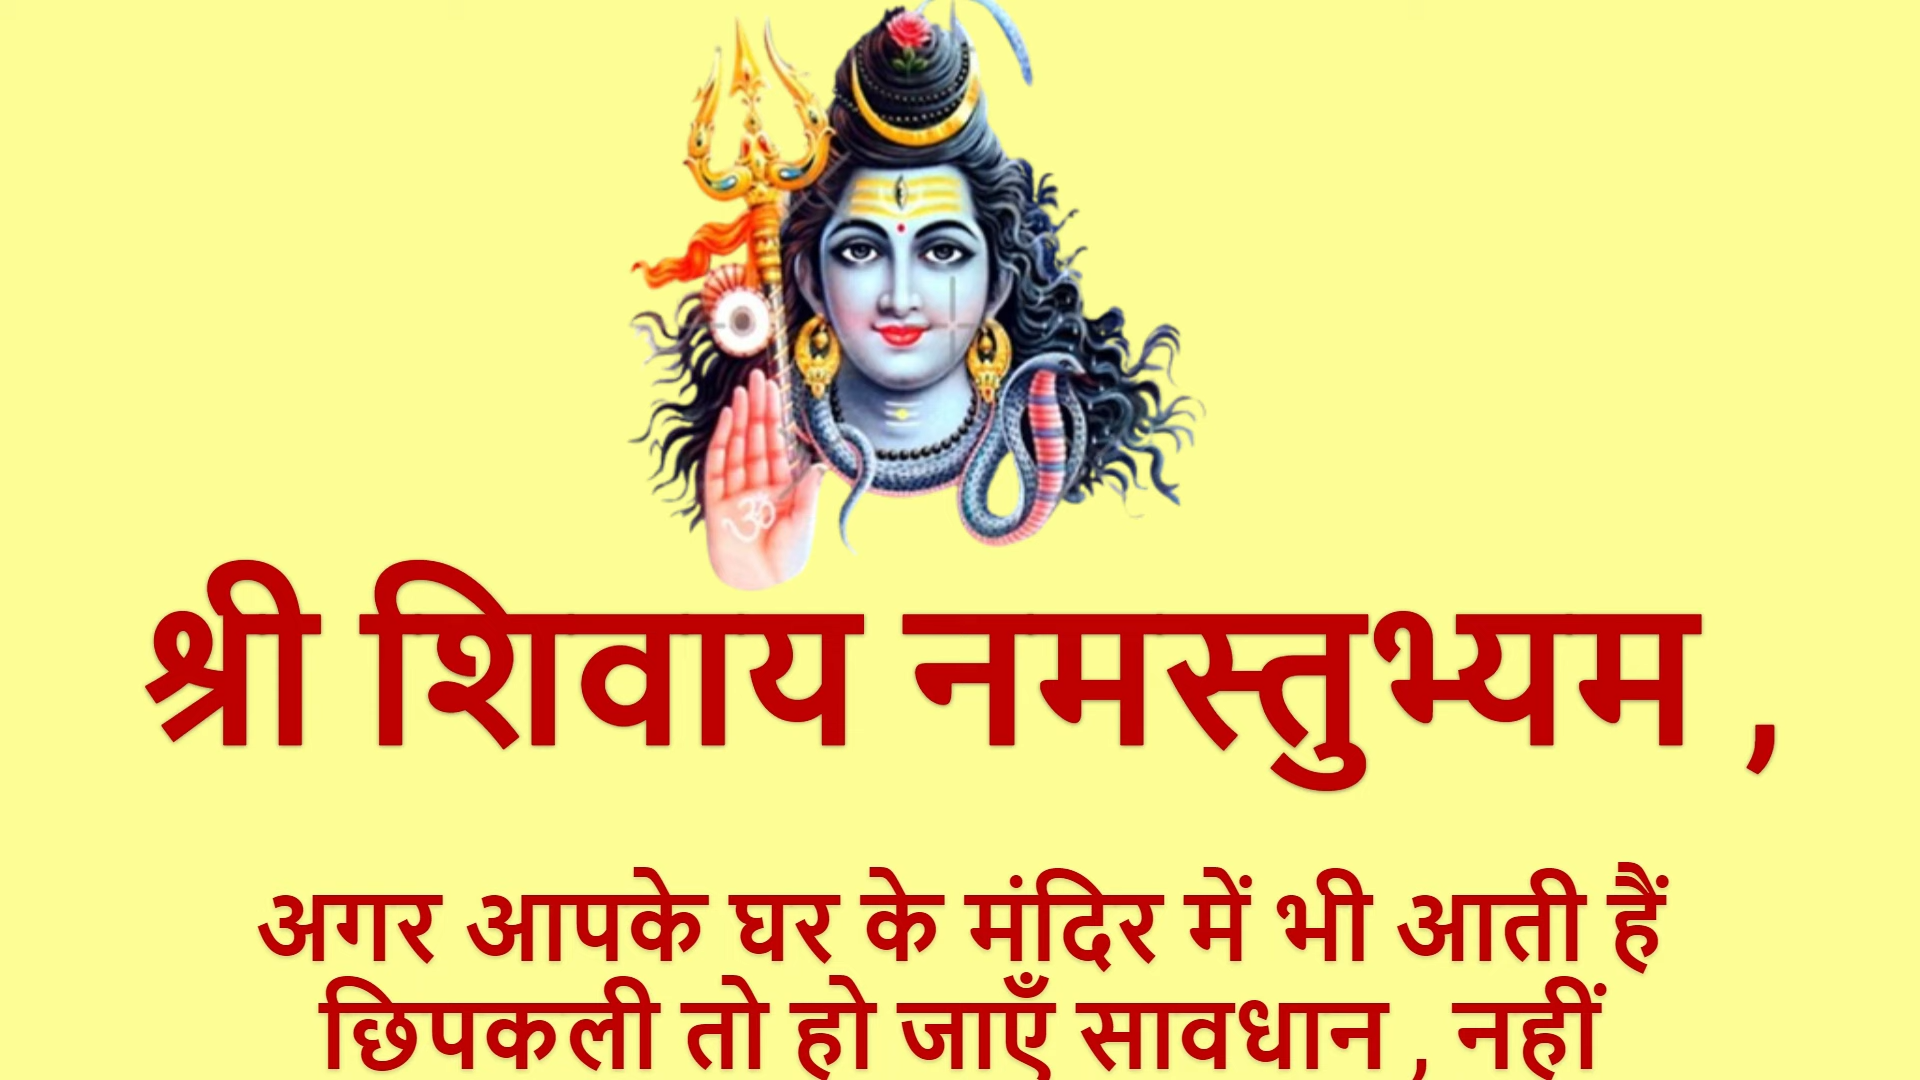 ॐ
श्री शिवाय नमस्तुभ्यम ,
अगर आपके घर के मंदिर में भी आती हैं
छिपकली तो हो जाएँ सावधान , नहीं